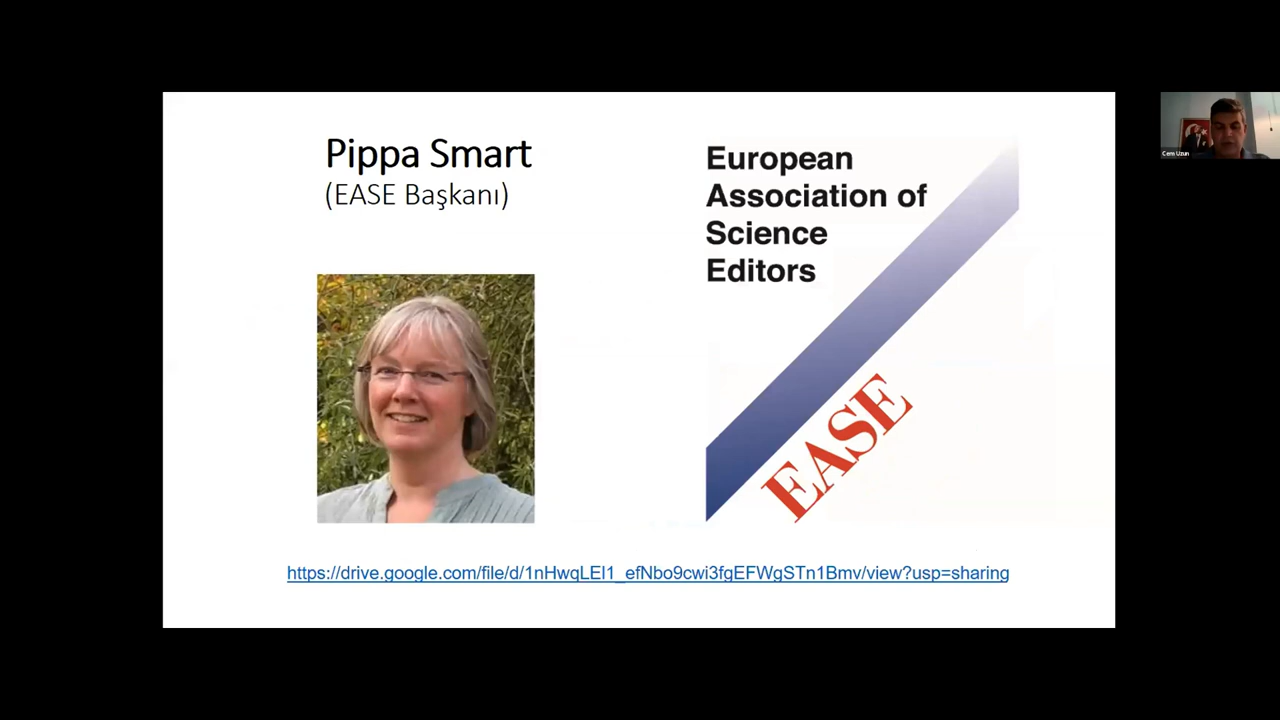 Pippa Smart
(EASE Başkanı)
European
Association of
Science
Editors
EASE
https://drive.google.com/file/d/1nHwqLEl1_efNbo9cwi3fgEFWgSTn1Bmv/view?usp=sharing
Cem Uzun